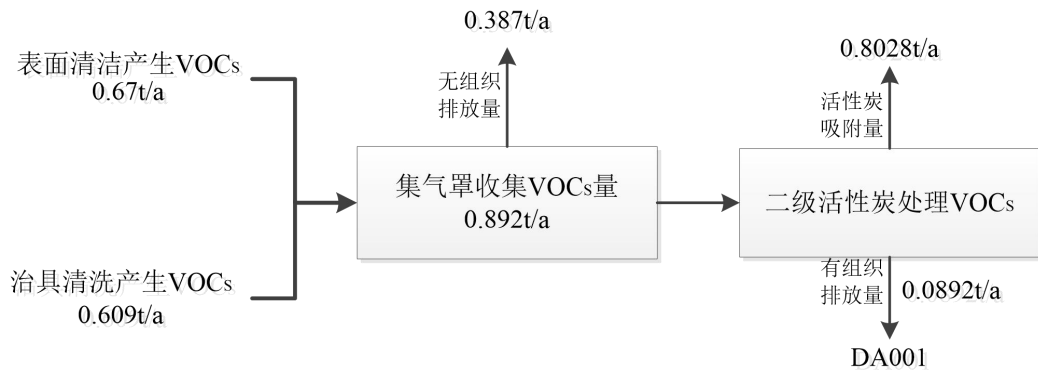 表面清洁产生VOCs
0.67t/a
治具清洗产生VOCs
0.609t/a
0.387t/a
无组织
排放量
集气罩收集VOCs量
0.892t/a
0.8028t/a
活性炭
吸附量
二级活性炭处理VOCs
有组织
排放量
0.0892t/a
DA001